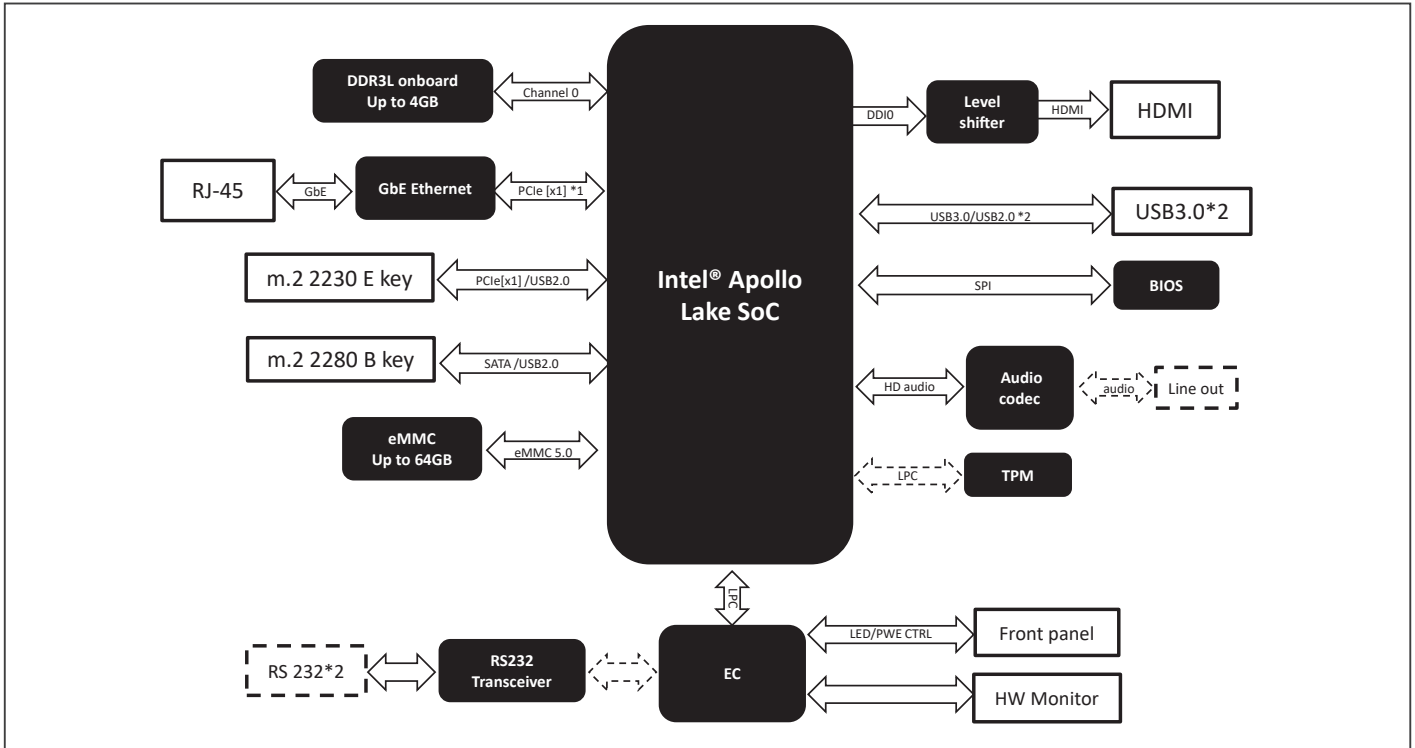 DDR3L onboard
Up to 4GB
Channel 0
RJ-45
GbE
GbE Ethernet
PCIe [x1] *1
m.2 2230 E key
PCIe[x1] /USB2.0
m.2 2280 B key
SATA /USB2.0
eMMC
Up to 64GB
eMMC 5.0
Intel® Apollo
Lake SoC
DDI0
Level
shifter
HDMI
HDMI
USB3.0/USB2.0 *2
USB3.0*2
SPI
BIOS
HD audio
Audio
codec
audio
Line out
LPC
TPM
LPC
RS 232*2
RS232
Transceiver
EC
LED/PWE CTRL
Front panel
HW Monitor